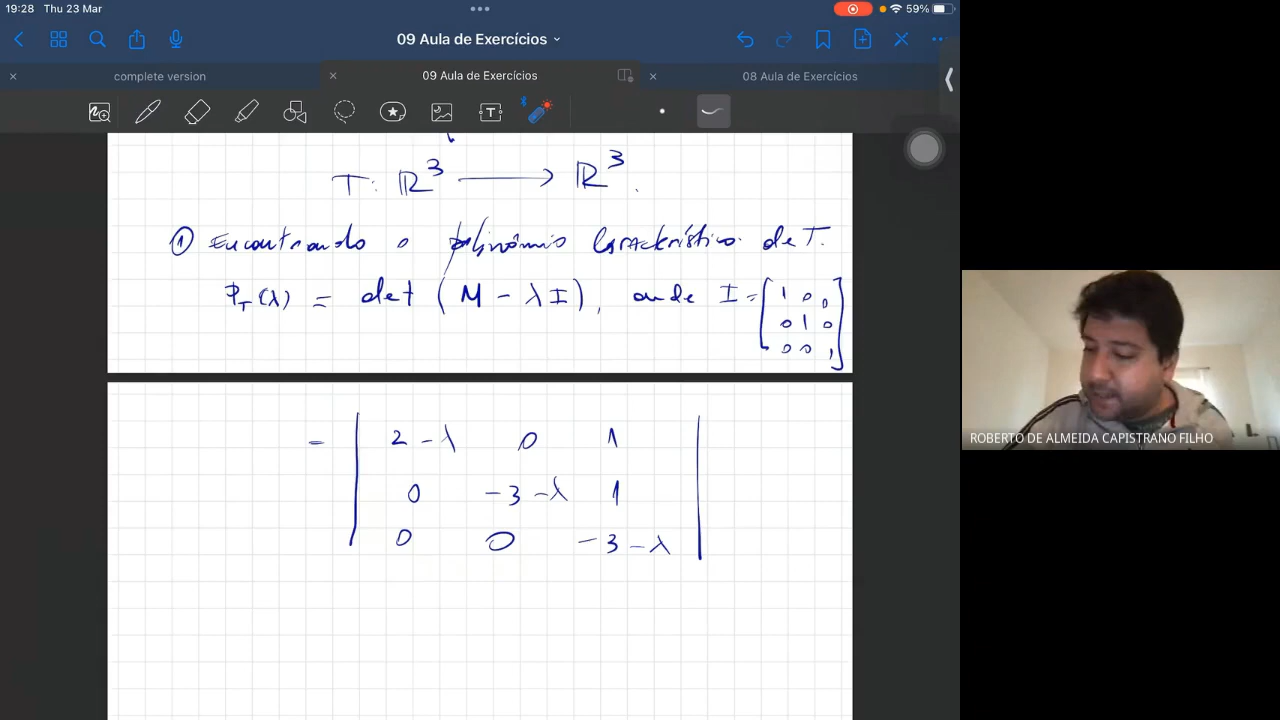 19:28 Thu 23 Mar
59%
09 Aula de Exercícios
complete version
09 Aula de Exercícios
08 Aula de Exercícios
T: ℝ³ ⟶ ℝ³.
① Encontrando o polinômio Característico de T.
P_T(λ) = det (M - λI), onde I = [1 0 0
0 1 0
0 0 1]
= | 2-λ 0 1 |
| 0 -3-λ 1 |
| 0 0 -3-λ |
ROBERTO DE ALMEIDA CAPISTRANO FILHO